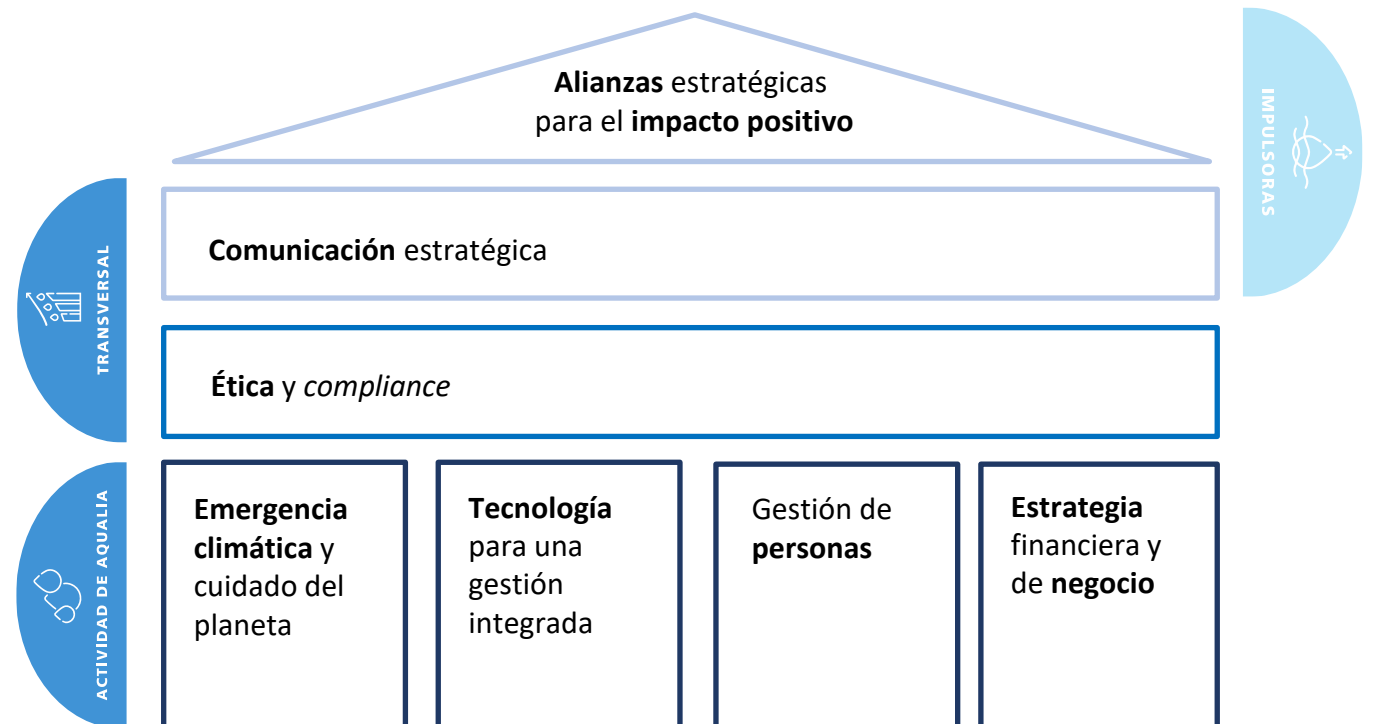 Alianzas estratégicas
para el impacto positivo
IMPULSORAS
Comunicación estratégica
TRANSVERSAL
Ética y compliance
ACTIVIDAD DE AQUALIA
Emergencia
climática y
cuidado del
planeta
Tecnología
para una
gestión
integrada
Gestión de
personas
Estrategia
financiera y
de negocio